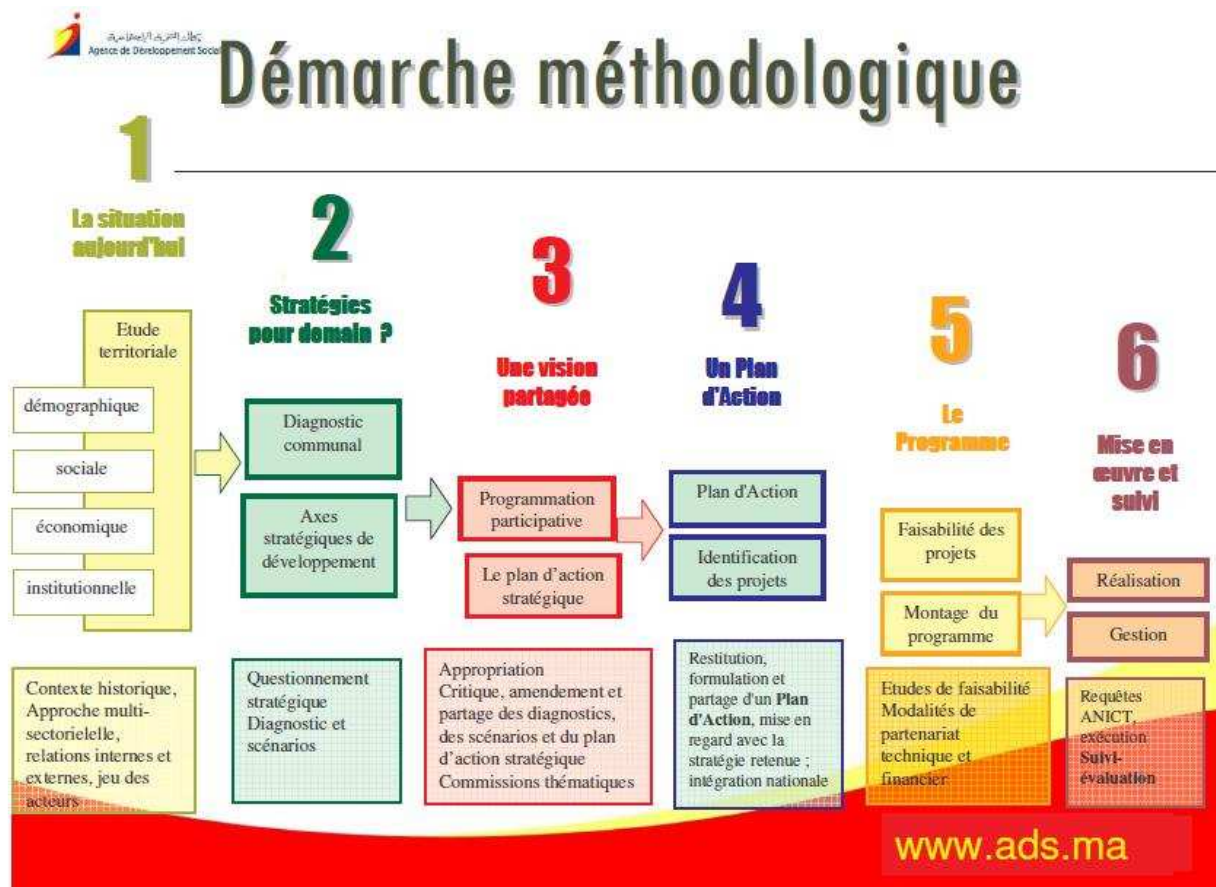 Agence de Développement Social
Démarche méthodologique
1
La situation
aujourd'hui
Etude
territoriale
démographique
sociale
économique
institutionnelle
Contexte historique,
Approche multi-
sectorielelle,
relations internes et
externes, jeu des
acteurs
2
Stratégies
pour domain ?
Diagnostic
communal
Axes
stratégiques de
développement
Questionnement
stratégique
Diagnostic et
scénarios
3
Une vision
partagée
Programmation
participative
Le plan d'action
stratégique
Appropriation
Critique, amendement et
partage des diagnostics,
des scénarios et du plan
d'action stratégique
Commissions thématiques
4
Un Plan
d'Action
Plan d'Action
Identification
des projets
Restitution,
formulation et
partage d'un Plan
d'Action, mise en
regard avec la
stratégie retenue ;
intégration nationale
5
Le
Programme
Faisabilité des
projets
Montage du
programme
Etudes de faisabilité
Modalités de
partenariat
technique et
financier
6
Mise en
œuvre et
suivi
Réalisation
Gestion
Requêtes
ANICT,
exécution
Suivi-
évaluation
www.ads.ma